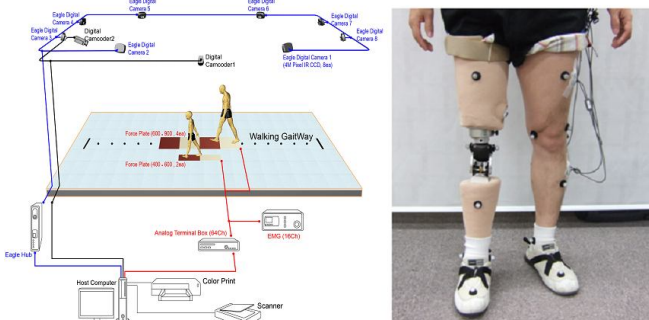 Eagle Digital
Camera 5
Eagle Digital
Camera 6
Eagle Digital
Camera 4
Eagle Digital
Camera 7
Eagle Digital
Camera 3
Digital
Camcoder2
Eagle Digital
Camera 2
Eagle Digital
Camera 8
Digital
Camcoder1
Eagle Digital Camera 1
(4M Pixel IR CCD, 8ea)
Force Plate (600 * 900, 4ea)
Walking GaitWay
Force Plate (400 * 600, 2ea)
Analog Terminal Box (64Ch)
EMG (16Ch)
Eagle Hub
Host Computer
Color Print
Scanner